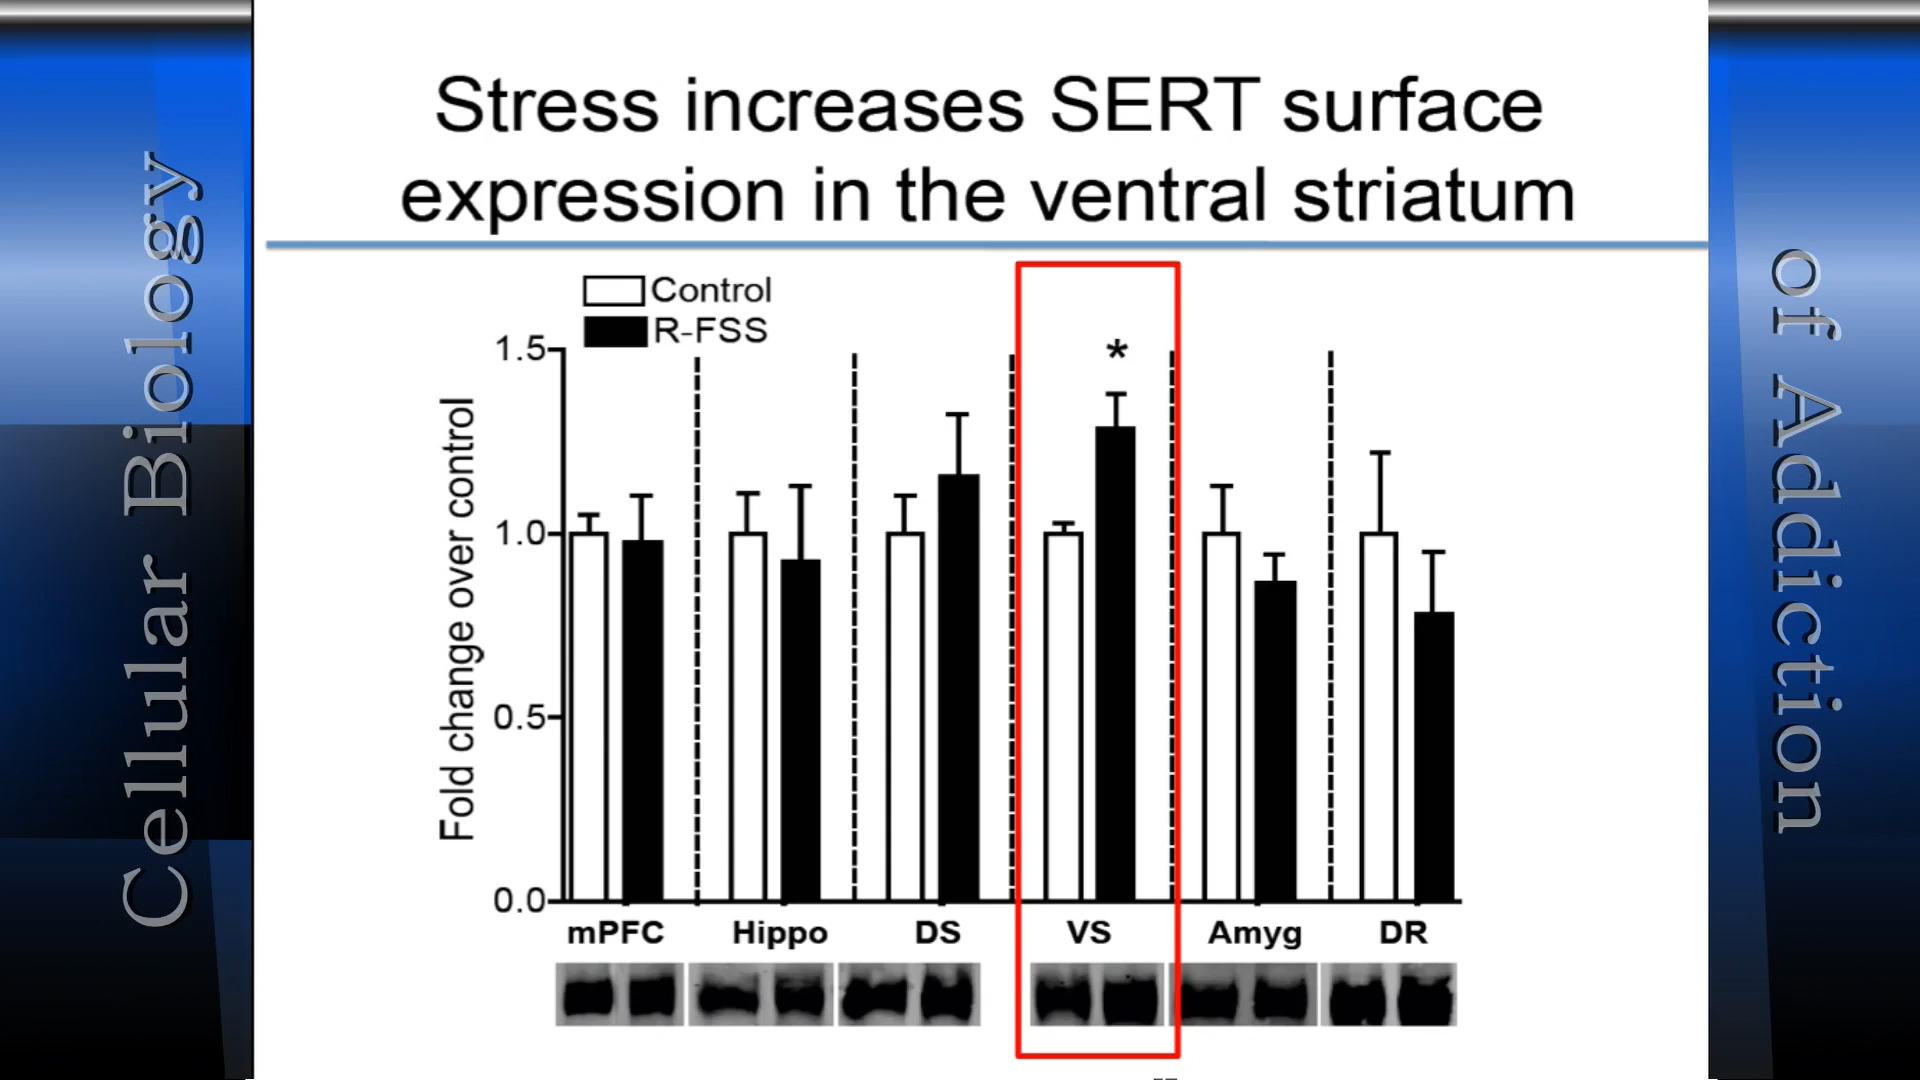 Stress increases SERT surface
expression in the ventral striatum
Cellular Biology
of Addiction
Control
R-FSS
Fold change over control
1.5
1.0
0.5
0.0
*
mPFC Hippo DS VS Amyg DR